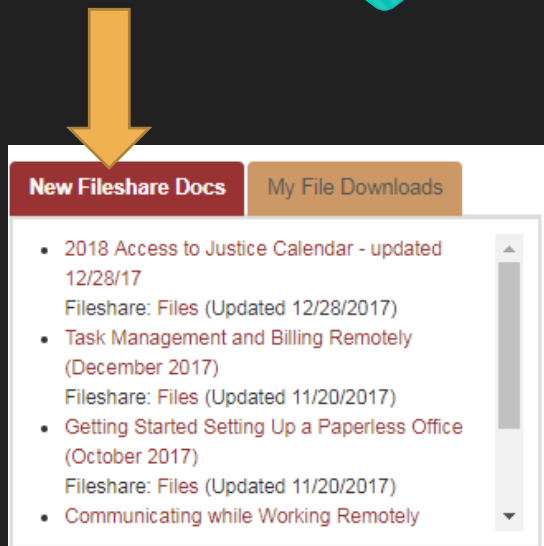 New Fileshare Docs
My File Downloads
2018 Access to Justice Calendar - updated
12/28/17
Fileshare: Files (Updated 12/28/2017)
Task Management and Billing Remotely
(December 2017)
Fileshare: Files (Updated 11/20/2017)
Getting Started Setting Up a Paperless Office
(October 2017)
Fileshare: Files (Updated 11/20/2017)
Communicating while Working Remotely